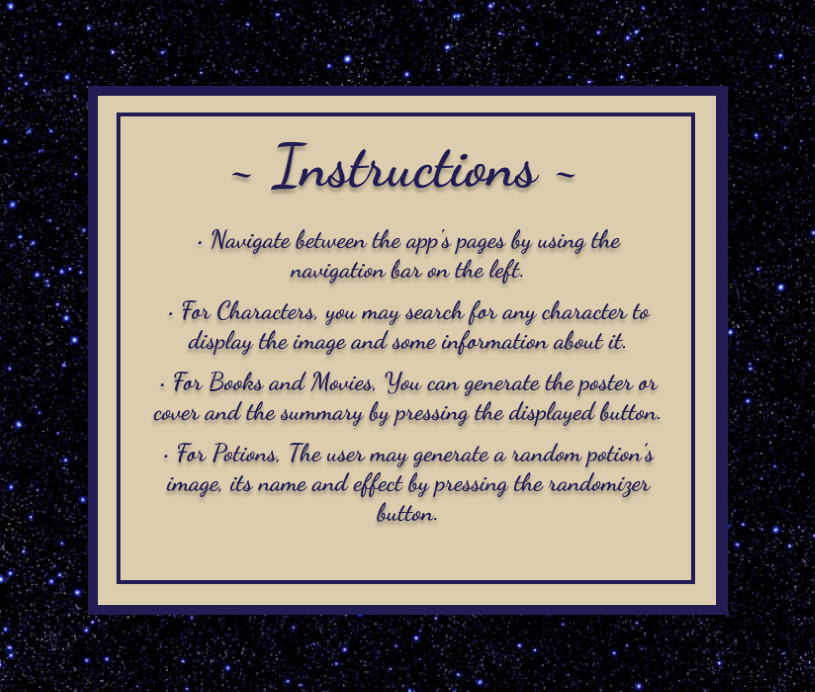 ~ Instructions ~
• Navigate between the app's pages by using the
navigation bar on the left.
• For Characters, you may search for any character to
display the image and some information about it.
• For Books and Movies, You can generate the poster or
cover and the summary by pressing the displayed button.
• For Potions, The user may generate a random potion's
image, its name and effect by pressing the randomizer
button.